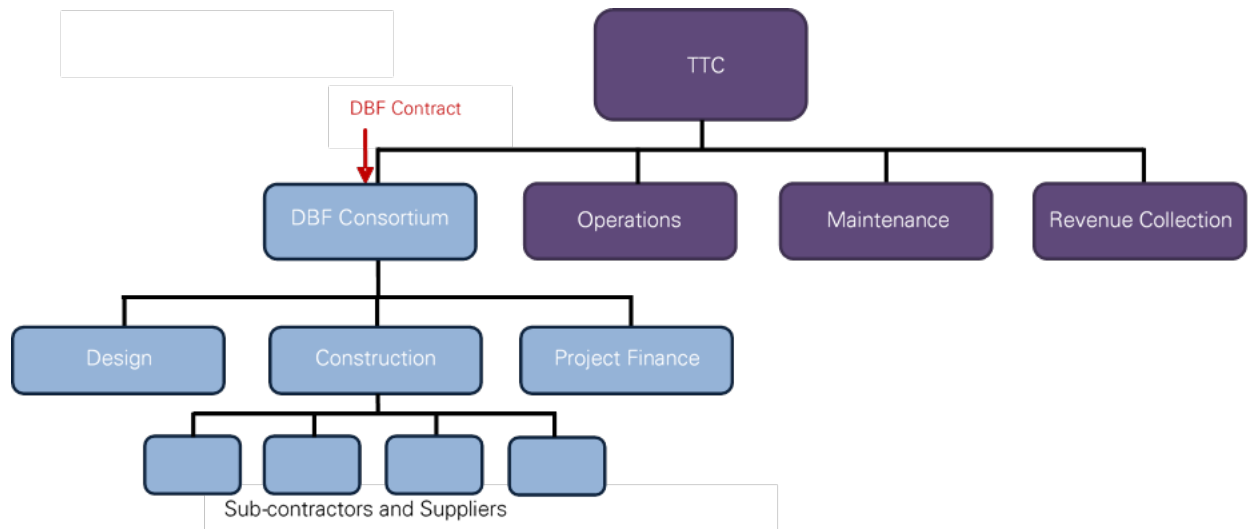 TTC
DBF Contract
DBF Consortium
Operations
Maintenance
Revenue Collection
Design
Construction
Project Finance
Sub-contractors and Suppliers